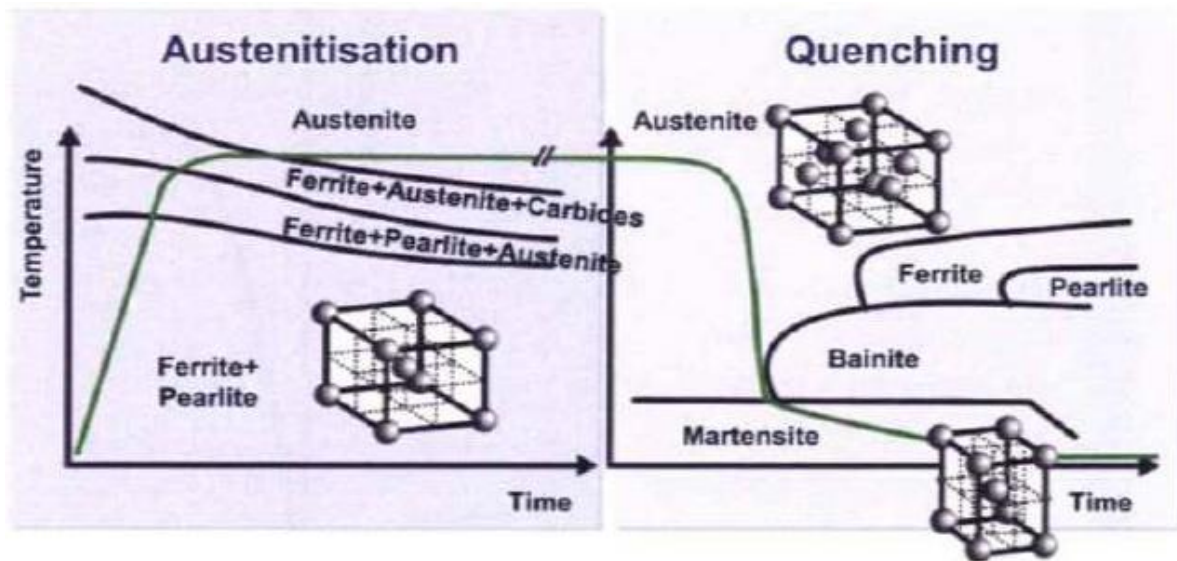 Austenitisation
Quenching
Temperature
Austenite
Ferrite+Austenite+Carbides
Ferrite+Pearlite+Austenite
Ferrite+
Pearlite
Time
Austenite
Ferrite
Pearlite
Bainite
Martensite
Time